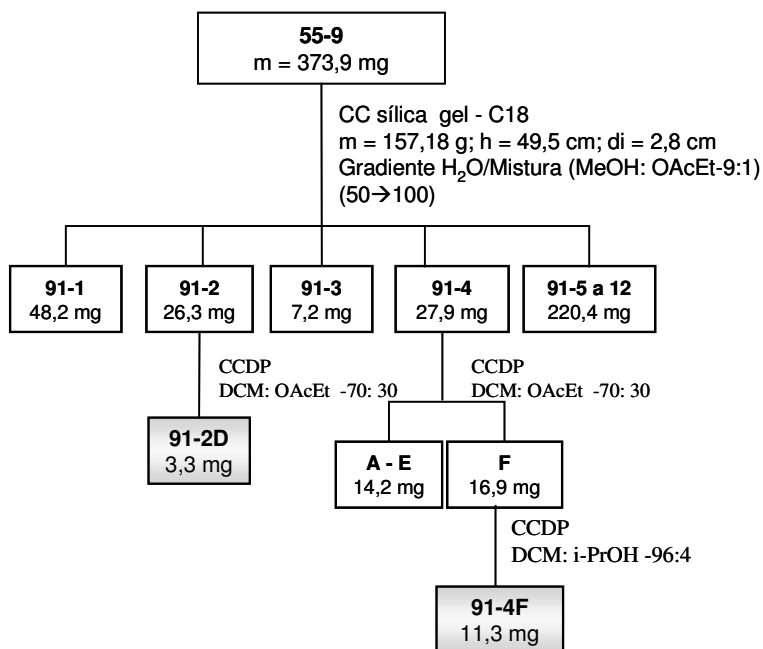 55-9
m = 373,9 mg
CC sílica gel - C18
m = 157,18 g; h = 49,5 cm; di = 2,8 cm
Gradiente H₂O/Mistura (MeOH: OAcEt-9:1)
(50→100)
91-1
48,2 mg
91-2
26,3 mg
91-3
7,2 mg
91-4
27,9 mg
91-5 a 12
220,4 mg
CCDP
DCM: OAcEt -70: 30
CCDP
DCM: OAcEt -70: 30
91-2D
3,3 mg
A - E
14,2 mg
F
16,9 mg
CCDP
DCM: i-PrOH -96:4
91-4F
11,3 mg